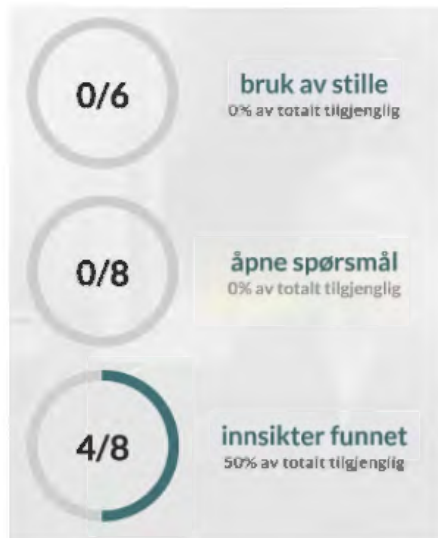 0/6
bruk av stille
0% av totalt tilgjenglig
0/8
åpne spørsmål
0% av totalt tilgjenglig
4/8
innsikter funnet
50% av totalt tilgjenglig